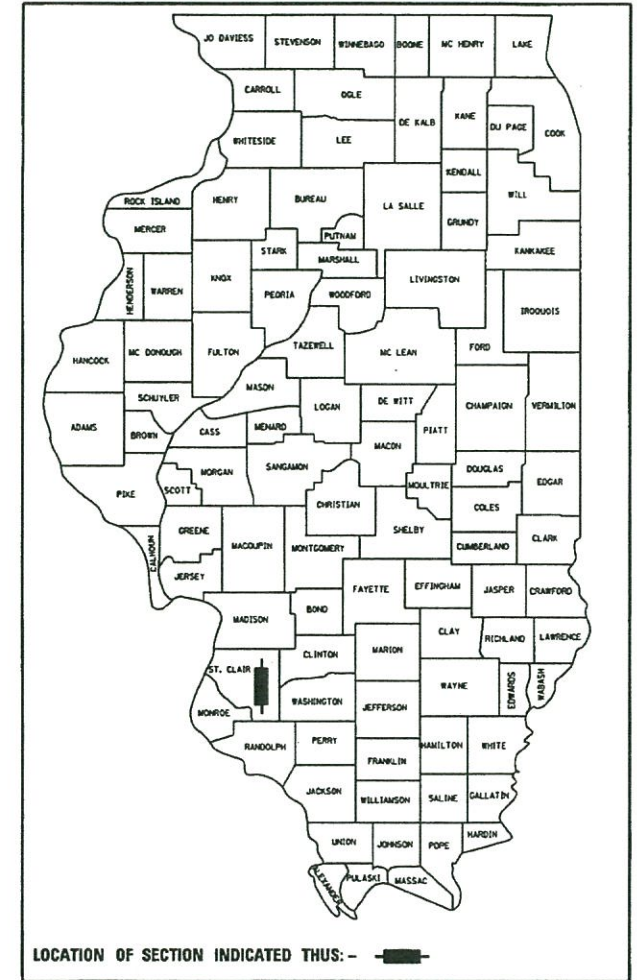 JO DAVIESS STEVENSON WINNEBAGO BOONE MC HENRY LAKE
CARROLL OGLE
DE KALB KANE DU PAGE COOK
WHITESIDE LEE
KENDALL
ROCK ISLAND HENRY BUREAU LA SALLE WILL
GRUNDY
MERCER PUTNAM
STARK MARSHALL KANKAKEE
HENDERSON WARREN KNOX PEORIA WOODFORD LIVINGSTON
IROQUOIS
HANCOCK MC DONOUGH FULTON TAZEWELL MC LEAN FORD
MASON
SCHUYLER LOGAN DE WITT CHAMPAIGN VERMILION
ADAMS BROWN CASS MENARD PIATT
MACON
PIKE SCOTT MORGAN SANGAMON DOUGLAS EDGAR
MOULTRIE
CHRISTIAN COLES
GREENE SHELBY
CALHOUN MACOUPIN MONTGOMERY CUMBERLAND CLARK
JERSEY FAYETTE EFFINGHAM JASPER CRAWFORD
MADISON BOND
CLAY RICHLAND LAWRENCE
CLINTON MARION
ST. CLAIR WAYNE EDWARDS WABASH
WASHINGTON JEFFERSON
MONROE
RANDOLPH PERRY HAMILTON WHITE
FRANKLIN
JACKSON WILLIAMSON SALINE GALLATIN
UNION JOHNSON POPE HARDIN
ALEXANDER PULASKI MASSAC
LOCATION OF SECTION INDICATED THUS:-